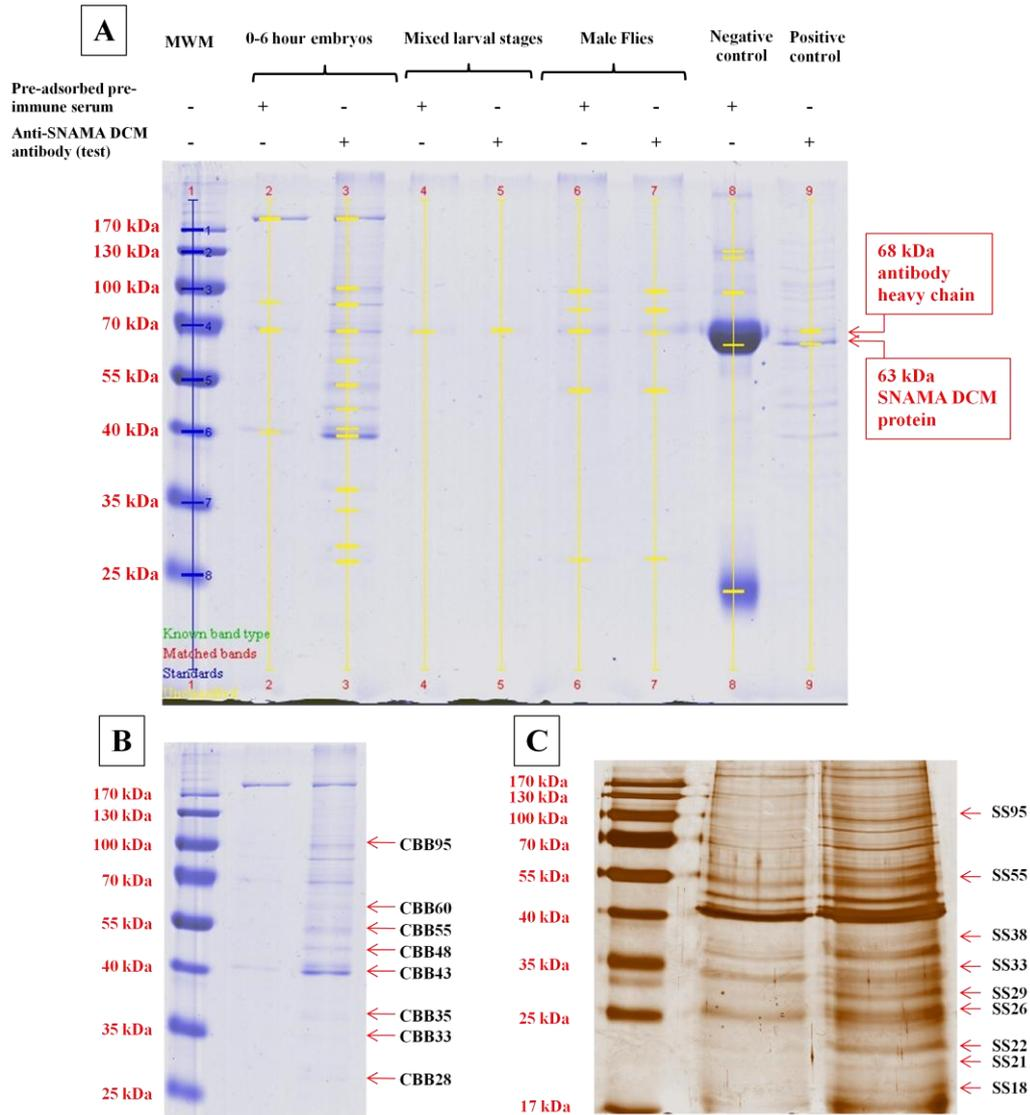 A
MWM
0-6 hour embryos
Mixed larval stages
Male Flies
Negative control
Positive control
Pre-adsorbed pre-immune serum
- + - + - + - + -
Anti-SNAMA DCM antibody (test)
- - + - + - + - +
1 2 3 4 5 6 7 8 9
170 kDa
130 kDa
100 kDa
70 kDa
55 kDa
40 kDa
35 kDa
25 kDa
1
2
3
4
5
6
7
8
68 kDa
antibody
heavy chain
63 kDa
SNAMA DCM
protein
Known band type
Matched bands
Standards
1 2 3 4 5 6 7 8 9
B
170 kDa
130 kDa
100 kDa
70 kDa
55 kDa
40 kDa
35 kDa
25 kDa
CBB95
CBB60
CBB55
CBB48
CBB43
CBB35
CBB33
CBB28
C
170 kDa
130 kDa
100 kDa
70 kDa
55 kDa
40 kDa
35 kDa
25 kDa
17 kDa
SS95
SS55
SS38
SS33
SS29
SS26
SS22
SS21
SS18